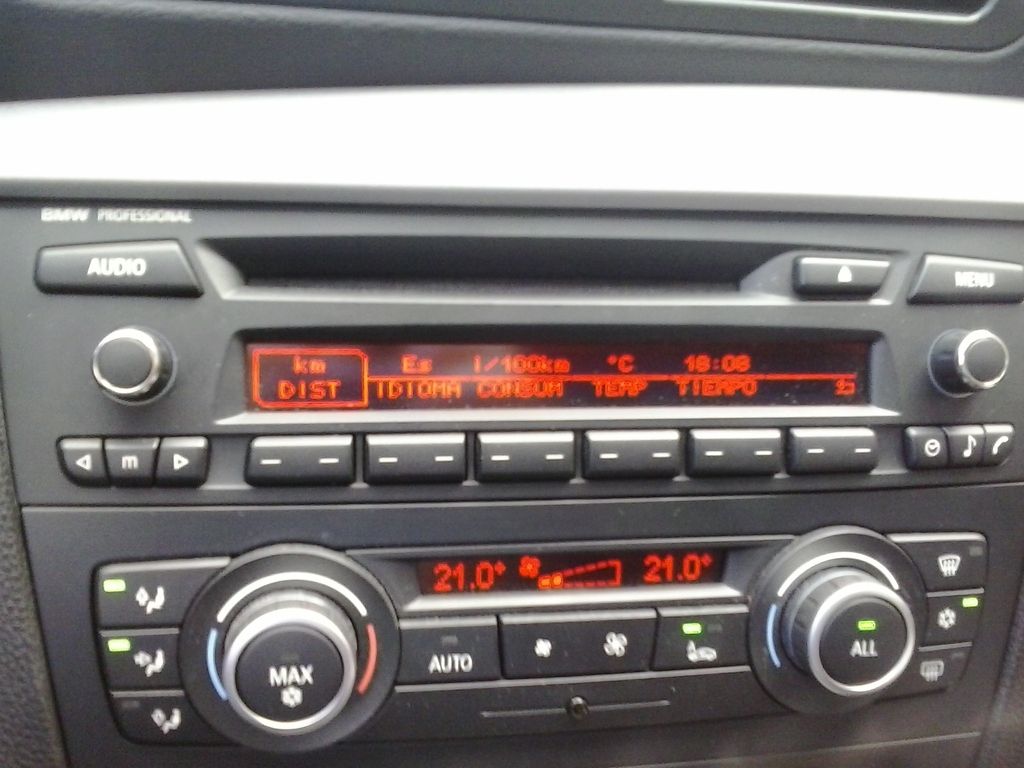 BMW PROFESSIONAL
AUDIO
MENU
km Es l/100km °C 18:08
DIST IDIOMA CONSUM TEMP TIEMPO
m
21.0° 21.0°
MAX
AUTO
ALL